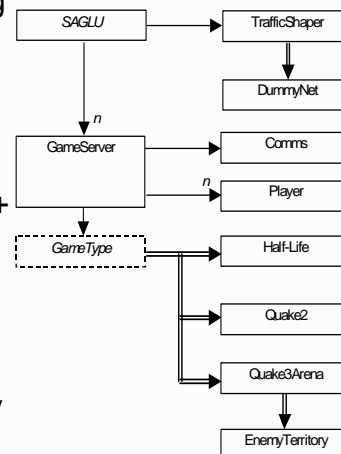 g
SAGLU
TrafficShaper
DummyNet
n
GameServer
Comms
n
Player
+
GameType
Half-Life
Quake2
Quake3Arena
EnemyTerritory